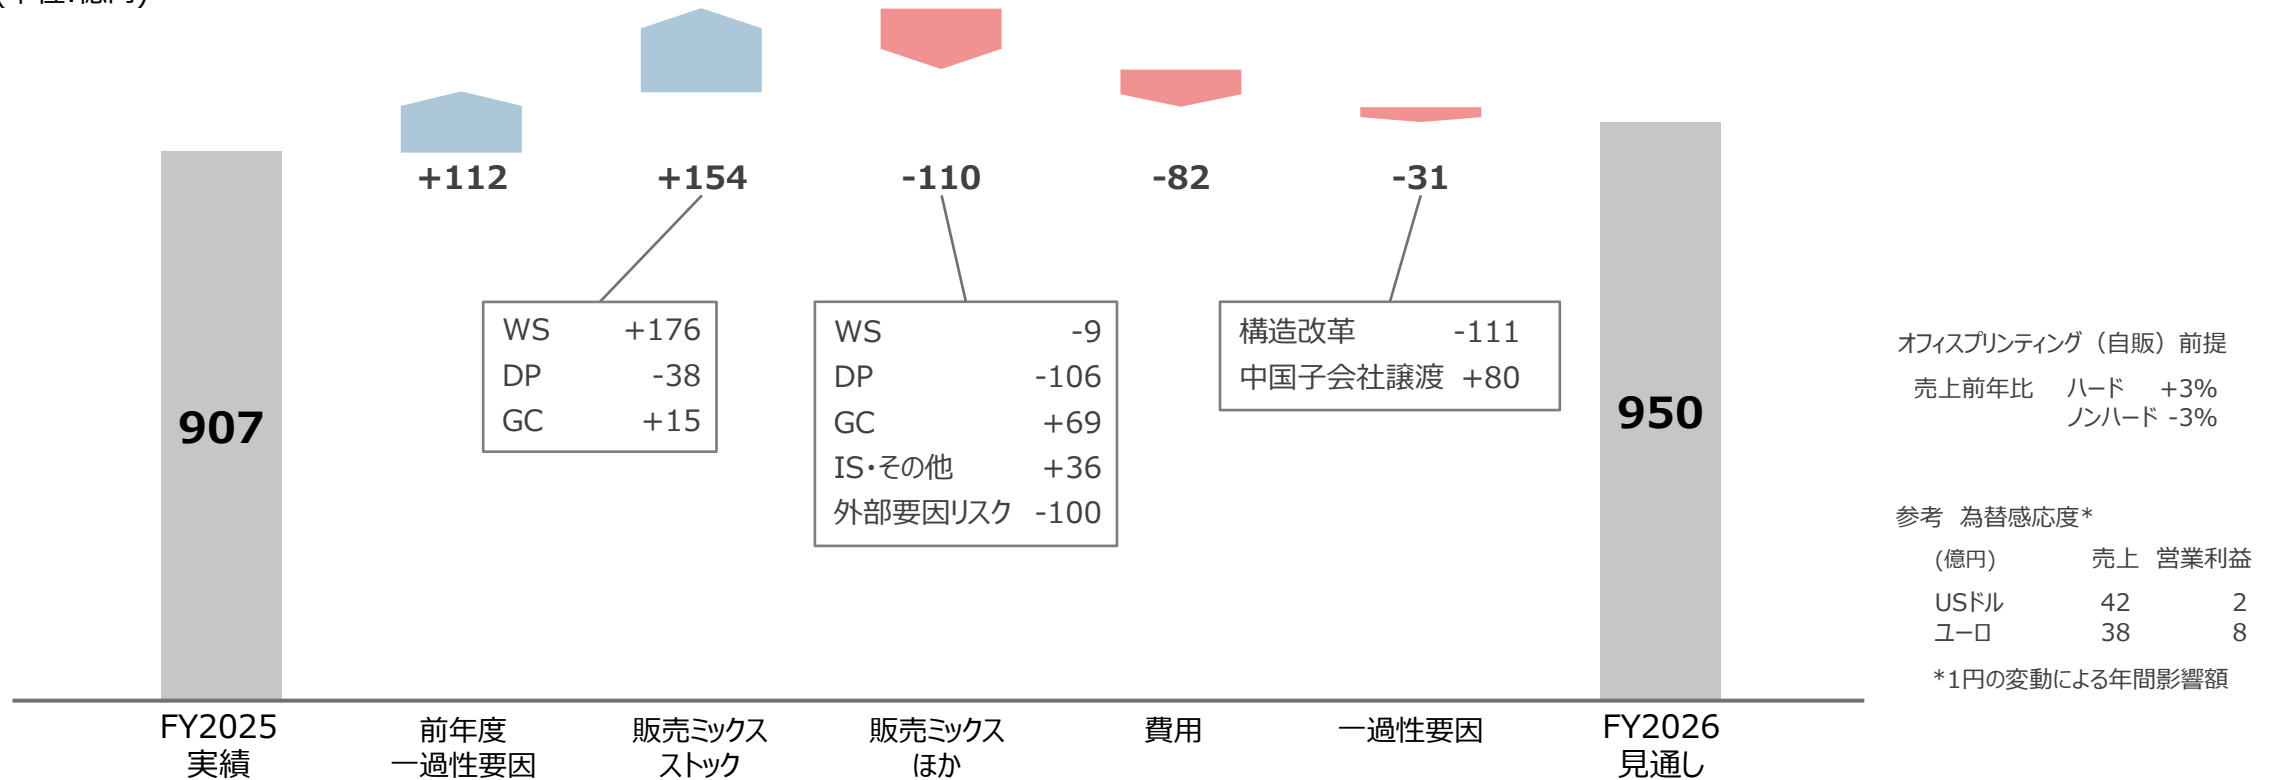 +112
+154
-110
-82
-31
WS +176
DP -38
GC +15
WS -9
DP -106
GC +69
IS・その他 +36
外部要因リスク -100
構造改革 -111
中国子会社譲渡 +80
907
950
FY2025
実績
前年度
一過性要因
販売ミックス
ストック
販売ミックス
ほか
費用
一過性要因
FY2026
見通し
オフィスプリンティング（自販）前提
売上前年比 ハード +3%
ノンハード -3%
参考 為替感応度*
(億円) 売上 営業利益
USドル 42 2
ユーロ 38 8
*1円の変動による年間影響額